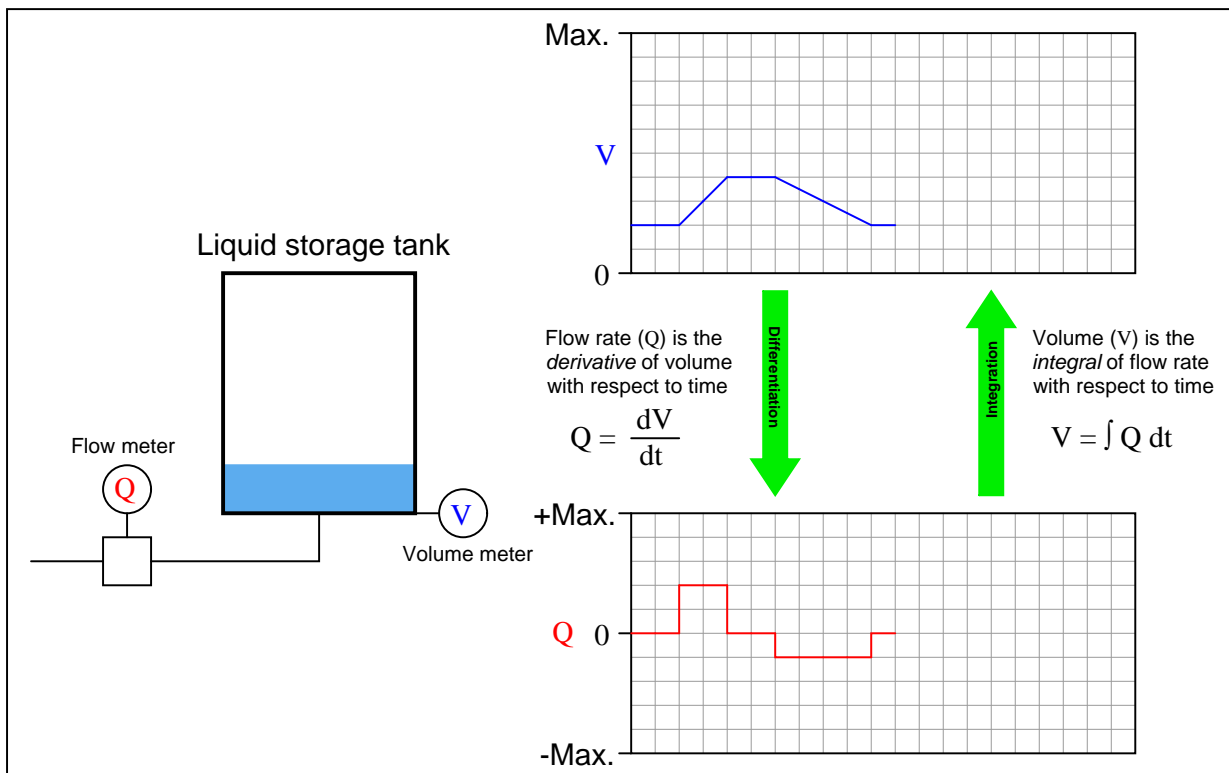 Max.
V
0
Liquid storage tank
Flow meter
Q
V
Volume meter
Flow rate (Q) is the
derivative of volume
with respect to time
Q = dV
dt
Differentiation
Integration
Volume (V) is the
integral of flow rate
with respect to time
V = ∫ Q dt
+Max.
Q 0
-Max.